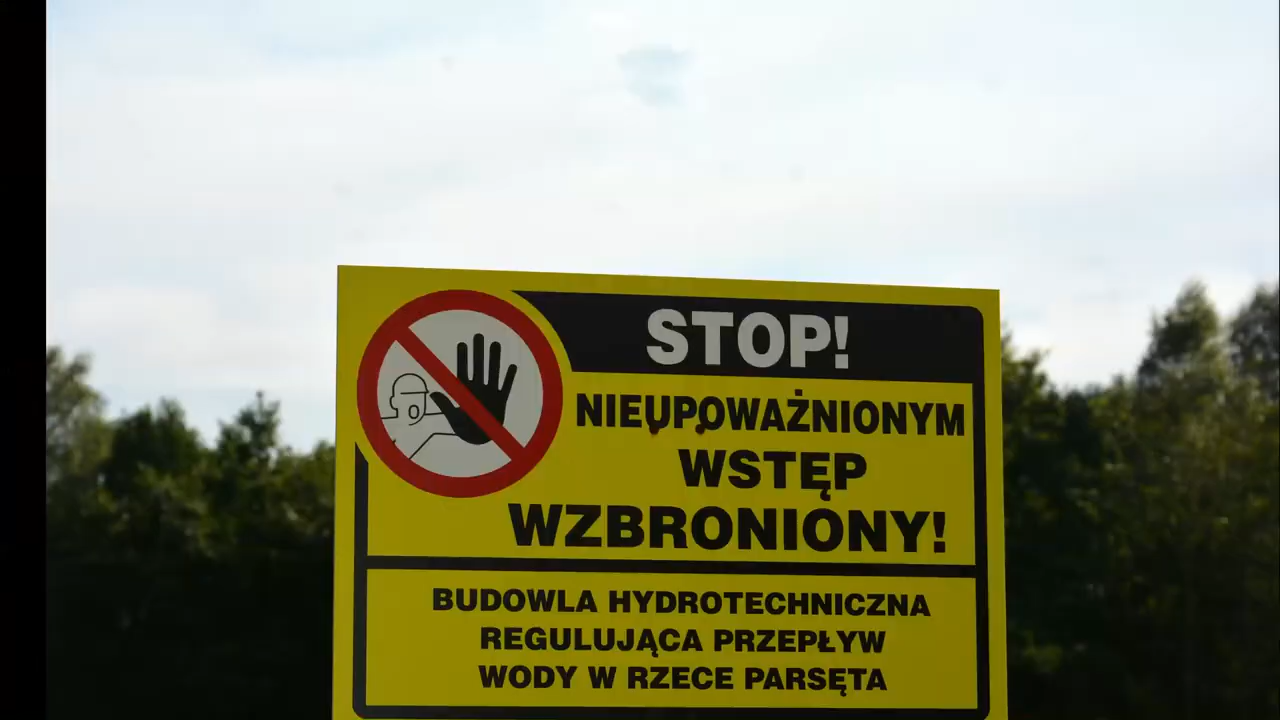 STOP!
NIEUPOWAŻNIONYM
WSTĘP
WZBRONIONY!
BUDOWLA HYDROTECHNICZNA
REGULUJĄCA PRZEPŁYW
WODY W RZECE PARSĘTA